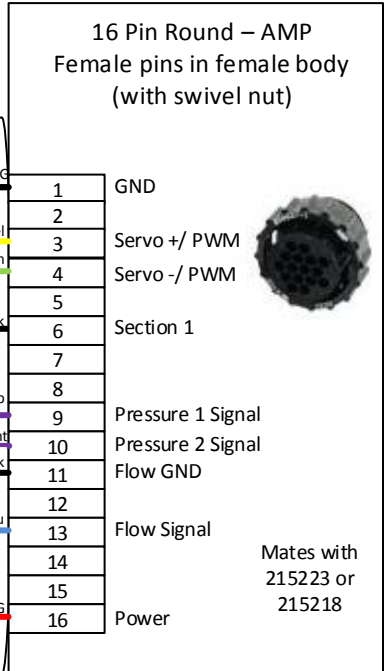 16 Pin Round – AMP
Female pins in female body
(with swivel nut)
1 GND
2
3 Servo +/ PWM
4 Servo -/ PWM
5
6 Section 1
7
8
9 Pressure 1 Signal
10 Pressure 2 Signal
11 Flow GND
12
13 Flow Signal
14
15
16 Power
Mates with
215223 or
215218